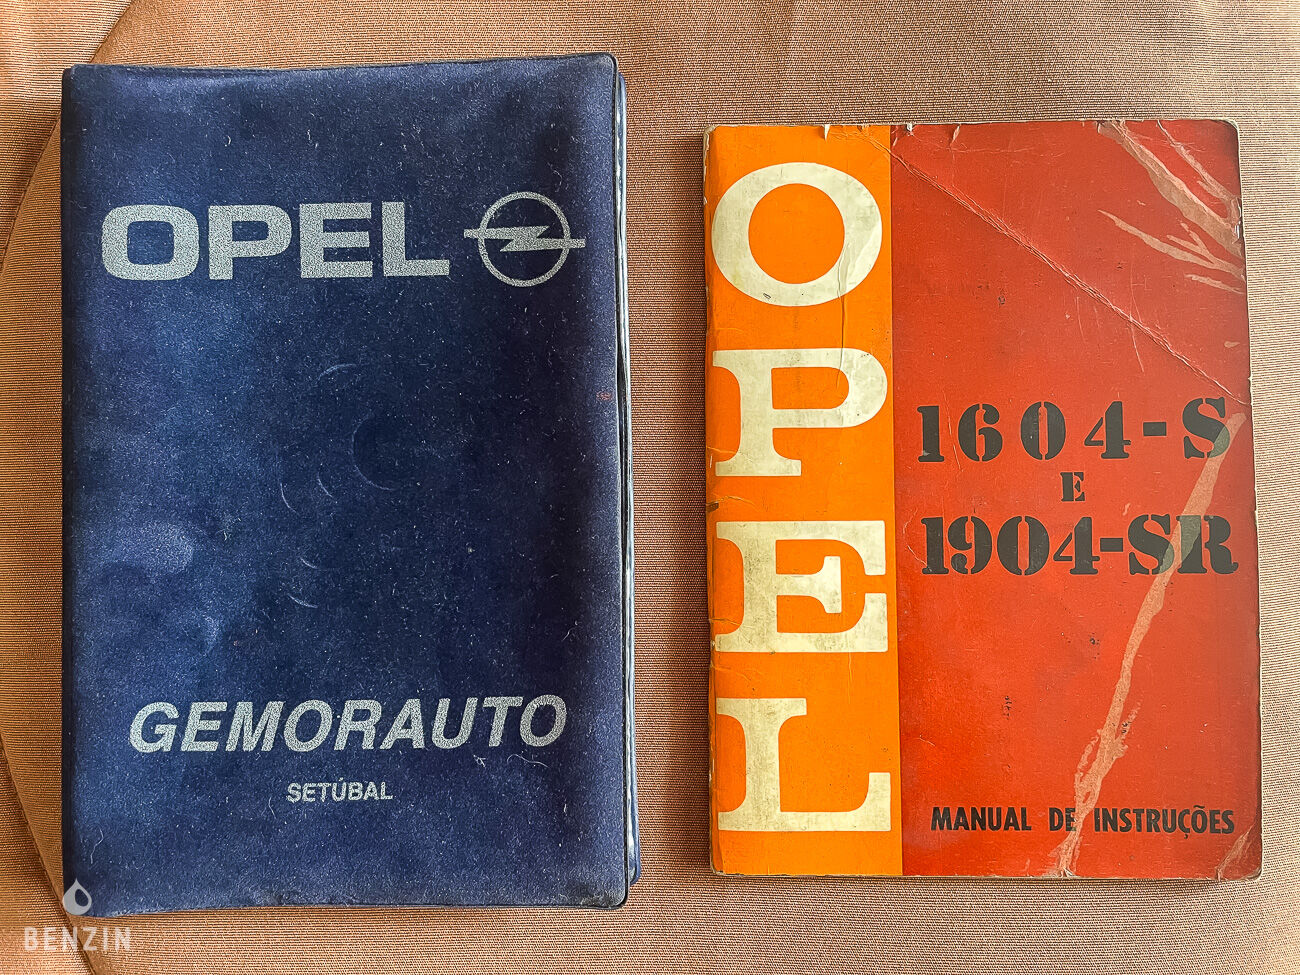 OPEL
GEMORAUTO
SETÚBAL
OPEL
1604-S
E
1904-SR
MANUAL DE INSTRUÇÕES
BENZIN